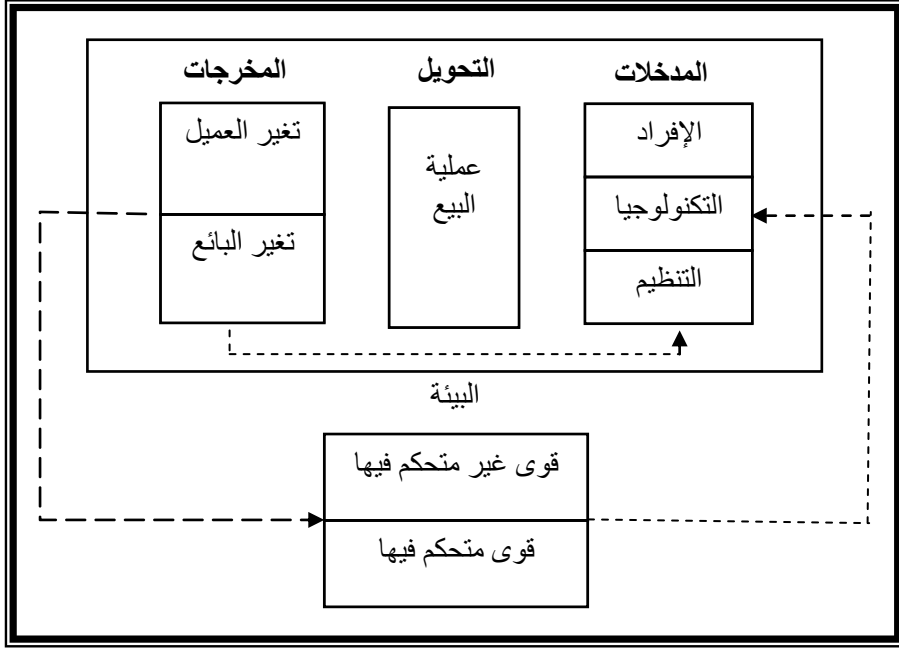 المدخلات
التحويل
المخرجات
الإفراد
التكنولوجيا
التنظيم
عملية
البيع
تغير العميل
تغير البائع
البيئة
قوى غير متحكم فيها
قوى متحكم فيها